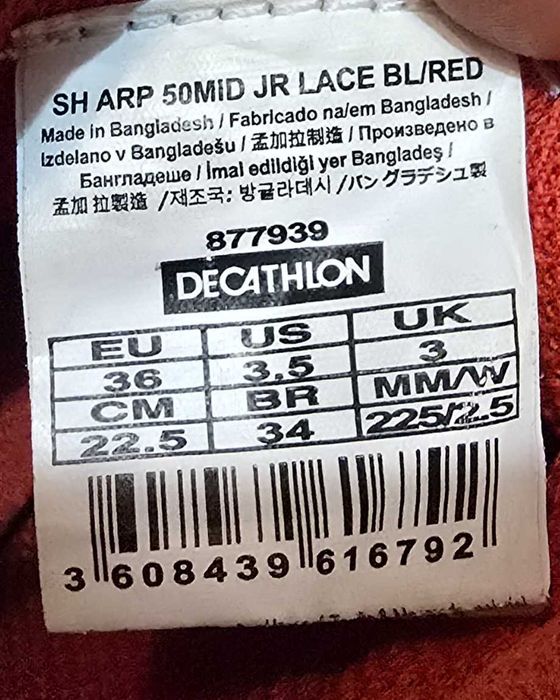 SH ARP 50MID JR LACE BL/RED
Made in Bangladesh / Fabricado na/em Bangladesh /
Izdelano v Bangladešu / 孟加拉制造 / Произведено в
Бангладеше / İmal edildiği yer Bangladeş /
孟加拉製造 /제조국: 방글라데시 /バングラデシュ製
877939
DECATHLON
EU US UK
36 3.5 3
CM BR MM/W
22.5 34 225/2.5
3 608439 616792